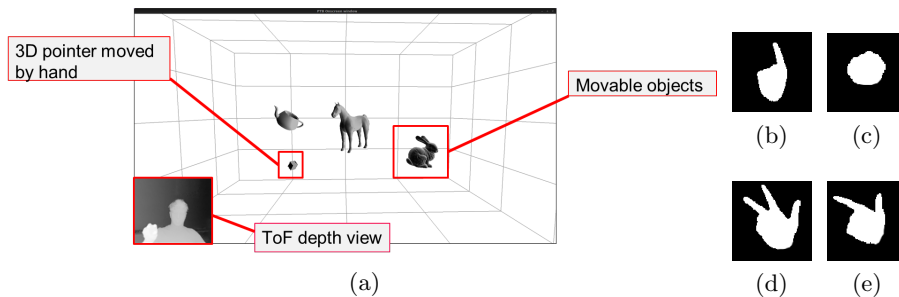 3D pointer moved
by hand
Movable objects
ToF depth view
(a)
(b)
(c)
(d)
(e)